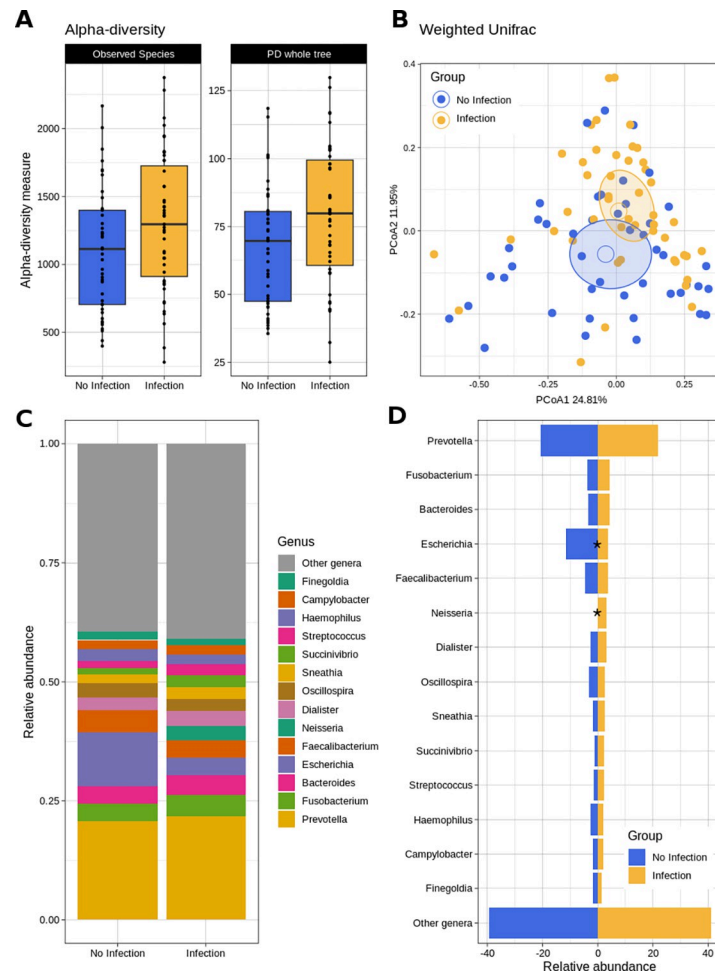 A
Alpha-diversity
Observed Species
PD whole tree
Alpha-diversity measure
2000
1500
1000
500
125
100
75
50
25
No Infection
Infection
No Infection
Infection
B
Weighted Unifrac
Group
No Infection
Infection
PCoA2 11.95%
0.4
0.2
0.0
-0.2
-0.50
-0.25
0.00
0.25
PCoA1 24.81%
C
Relative abundance
1.00
0.75
0.50
0.25
0.00
No Infection
Infection
Genus
Other genera
Finegoldia
Campylobacter
Haemophilus
Streptococcus
Succinivibrio
Sneathia
Oscillospira
Dialister
Neisseria
Faecalibacterium
Escherichia
Bacteroides
Fusobacterium
Prevotella
D
Prevotella
Fusobacterium
Bacteroides
Escherichia
*
Faecalibacterium
Neisseria
*
Dialister
Oscillospira
Sneathia
Succinivibrio
Streptococcus
Haemophilus
Campylobacter
Finegoldia
Other genera
Group
No Infection
Infection
-40
-20
0
20
40
Relative abundance